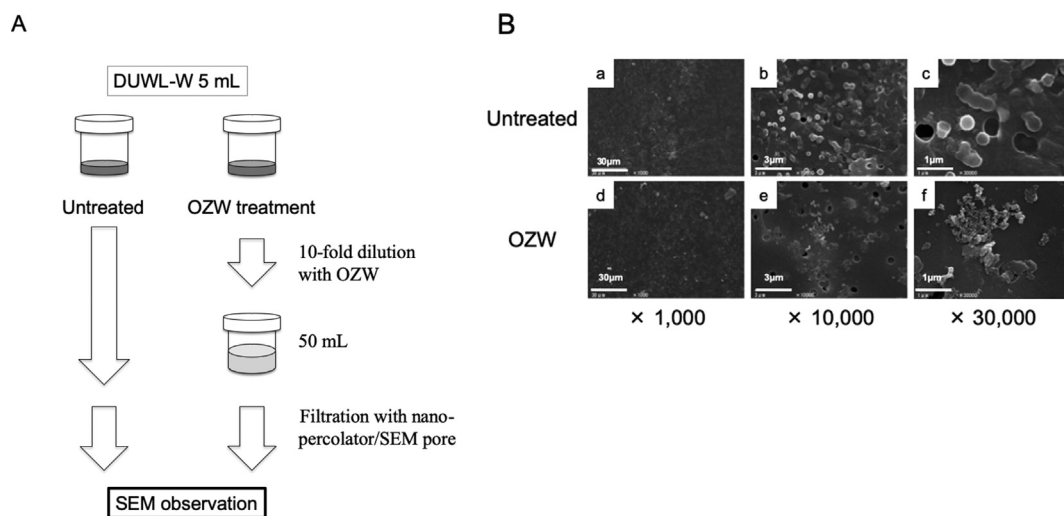 A
DUWL-W 5 mL
Untreated
OZW treatment
10-fold dilution
with OZW
50 mL
Filtration with nano-
percolator/SEM pore
SEM observation
B
Untreated
a
30μm
b
3μm
c
1μm
OZW
d
30μm
e
3μm
f
1μm
× 1,000
× 10,000
× 30,000